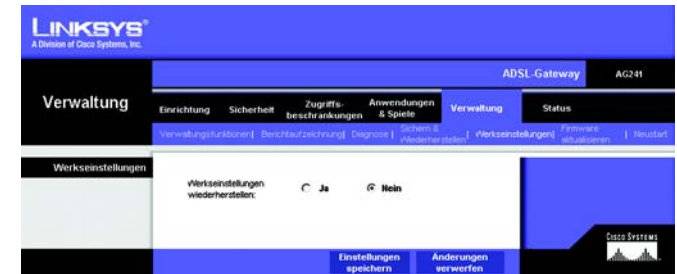 LINKSYS®
A Division of Cisco Systems, Inc.
ADSL-Gateway AG241
Verwaltung
Einrichtung Sicherheit Zugriffs-beschränkungen Anwendungen & Spiele Verwaltung Status
Verwaltungsfunktionen | Berichtaufzeichnung | Diagnose | Sichern & Wiederherstellen | Werkseinstellungen | Firmware aktualisieren | Neustart
Werkseinstellungen
Werkseinstellungen
wiederherstellen:
Ja Nein
CISCO SYSTEMS
Einstellungen
speichern
Änderungen
verwerfen